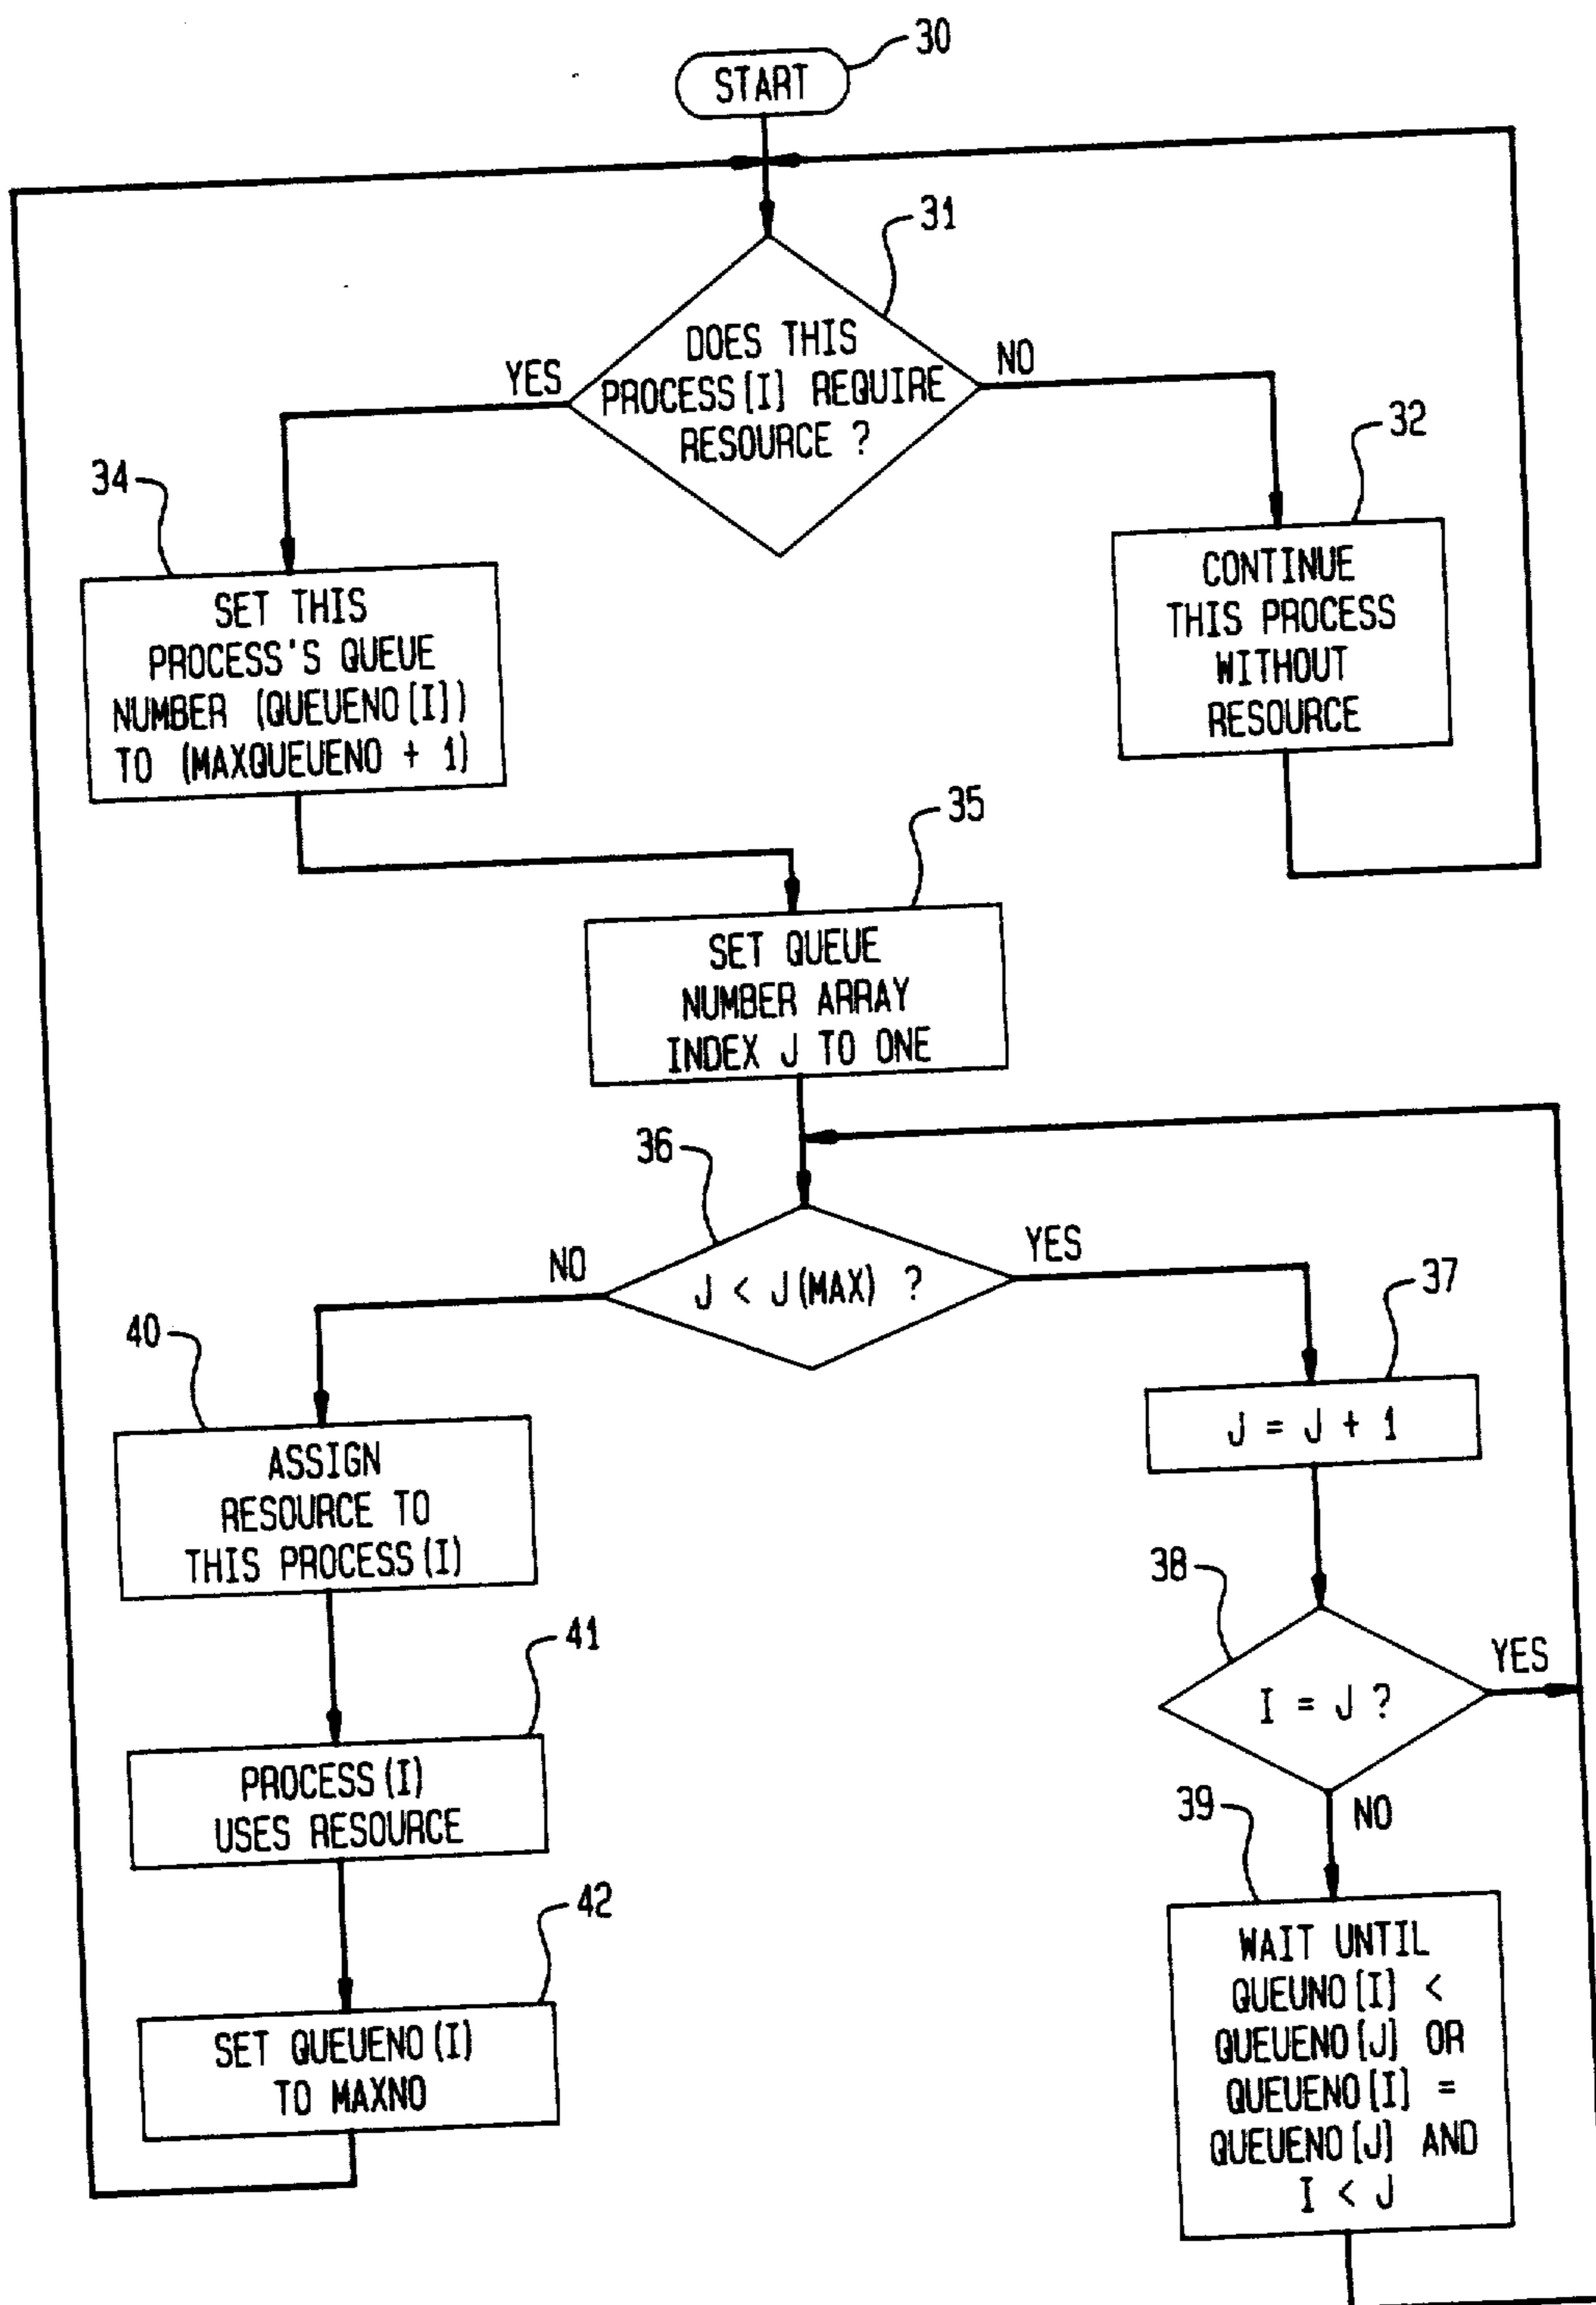 30
START
31
DOES THIS
PROCESS[I] REQUIRE
RESOURCE ?
YES
NO
32
CONTINUE
THIS PROCESS
WITHOUT
RESOURCE
34
SET THIS
PROCESS'S QUEUE
NUMBER (QUEUENO[I])
TO (MAXQUEUENO + 1)
35
SET QUEUE
NUMBER ARRAY
INDEX J TO ONE
36
J < J(MAX) ?
NO
YES
37
J = J + 1
40
ASSIGN
RESOURCE TO
THIS PROCESS(I)
38
I = J ?
YES
NO
41
PROCESS(I)
USES RESOURCE
39
WAIT UNTIL
QUEUNO[I] <
QUEUENO[J] OR
QUEUENO[I] =
QUEUENO[J] AND
I < J
42
SET QUEUENO(I)
TO MAXNO